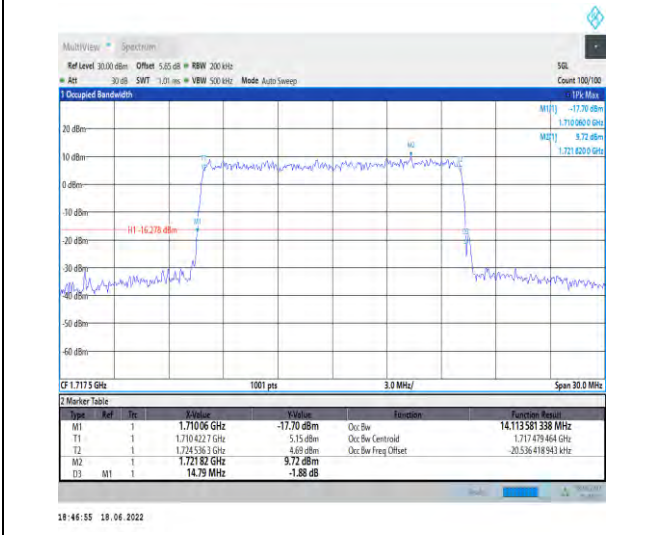 MultiView Spectrum
Ref Level 30.00 dBm Offset 5.65 dB RBW 200 kHz SGL
Att 30 dB SWT 1.01 ms VBW 500 kHz Mode Auto Sweep Count 100/100
1 Occupied Bandwidth 1Pk Max
M1[1] -17.70 dBm
1.710 060 0 GHz
M2[1] 9.72 dBm
1.721 820 0 GHz
20 dBm
M2
10 dBm
0 dBm
-10 dBm
M1
H1 -16.278 dBm
-20 dBm
-30 dBm
-40 dBm
-50 dBm
-60 dBm
CF 1.717 5 GHz 1001 pts 3.0 MHz/ Span 30.0 MHz
2 Marker Table
Type Ref Trc X-Value Y-Value Function Function Result
M1 1 1.710 06 GHz -17.70 dBm Occ Bw 14.113 581 338 MHz
T1 1 1.710 422 7 GHz 5.15 dBm Occ Bw Centroid 1.717 479 464 GHz
T2 1 1.724 536 3 GHz 4.69 dBm Occ Bw Freq Offset -20.536 418 943 kHz
M2 1 1.721 82 GHz 9.72 dBm
D3 M1 1 14.79 MHz -1.88 dB
18:46:55 18.06.2022